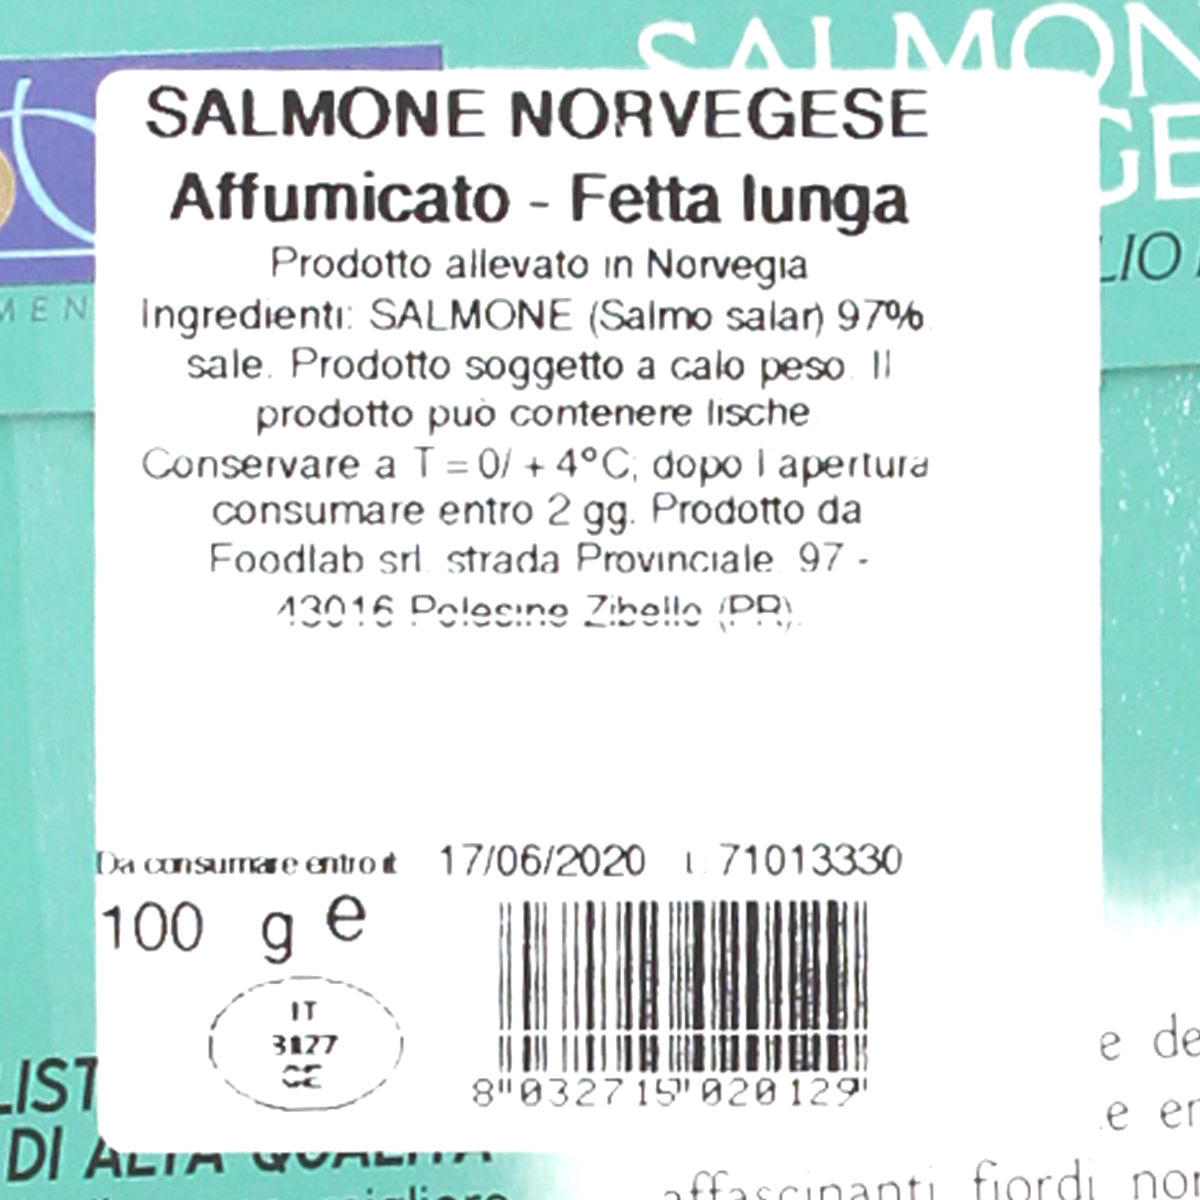 SALMON
GE
LIO
MEN
SALMONE NORVEGESE
Affumicato - Fetta lunga
Prodotto allevato in Norvegia
Ingredienti: SALMONE (Salmo salar) 97%
sale. Prodotto soggetto a calo peso. Il
prodotto può contenere lische
Conservare a T = 0/ + 4°C; dopo l apertura
consumare entro 2 gg. Prodotto da
Foodlab srl strada Provinciale 97 -
43016 Polesine Zibello (PR).
Da consumare entro il 17/06/2020 L: 71013330
100 g e
IT
3127
CE
8 032715 020129
LIST
DI ALTA QUALITA
migliore
e de
e en
affascinanti fiordi nor